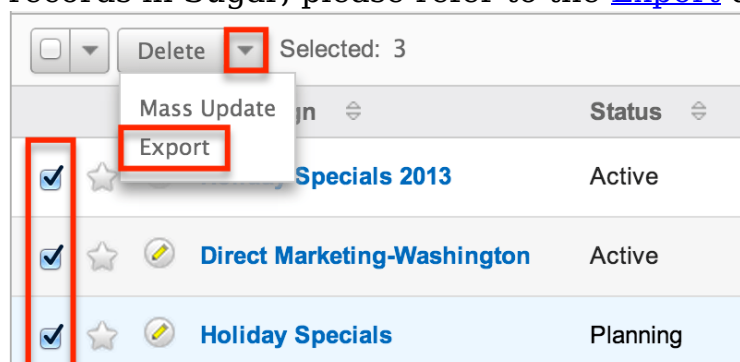 records in Sugar, please refer to the Export
Delete Selected: 3
Mass Update
Status
Export
Specials 2013 Active
Direct Marketing-Washington Active
Holiday Specials Planning